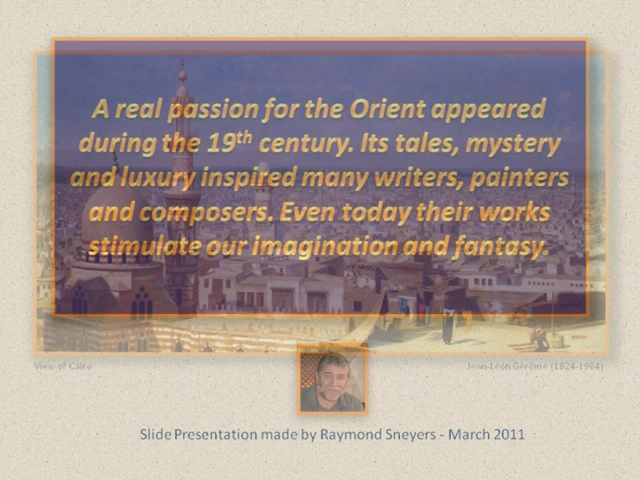 A real passion for the Orient appeared
during the 19th century. Its tales, mystery
and luxury inspired many writers, painters
and composers. Even today their works
stimulate our imagination and fantasy.
View of Cairo
Jean-Léon Gérôme (1824-1904)
Slide Presentation made by Raymond Sneyers - March 2011